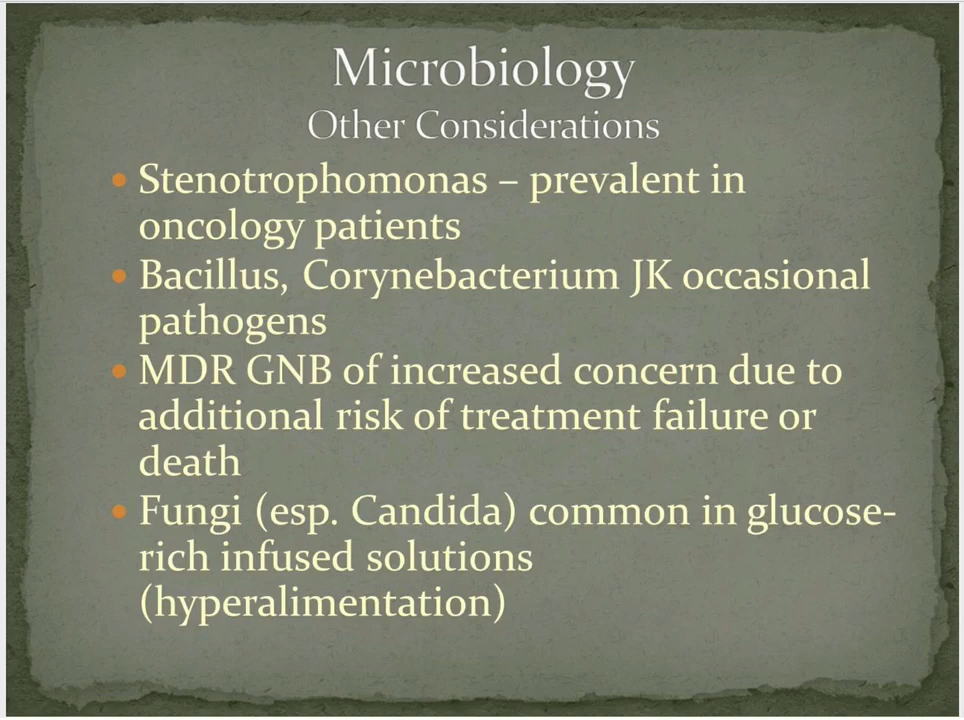 Microbiology
Other Considerations
• Stenotrophomonas – prevalent in
oncology patients
• Bacillus, Corynebacterium JK occasional
pathogens
• MDR GNB of increased concern due to
additional risk of treatment failure or
death
• Fungi (esp. Candida) common in glucose-
rich infused solutions
(hyperalimentation)